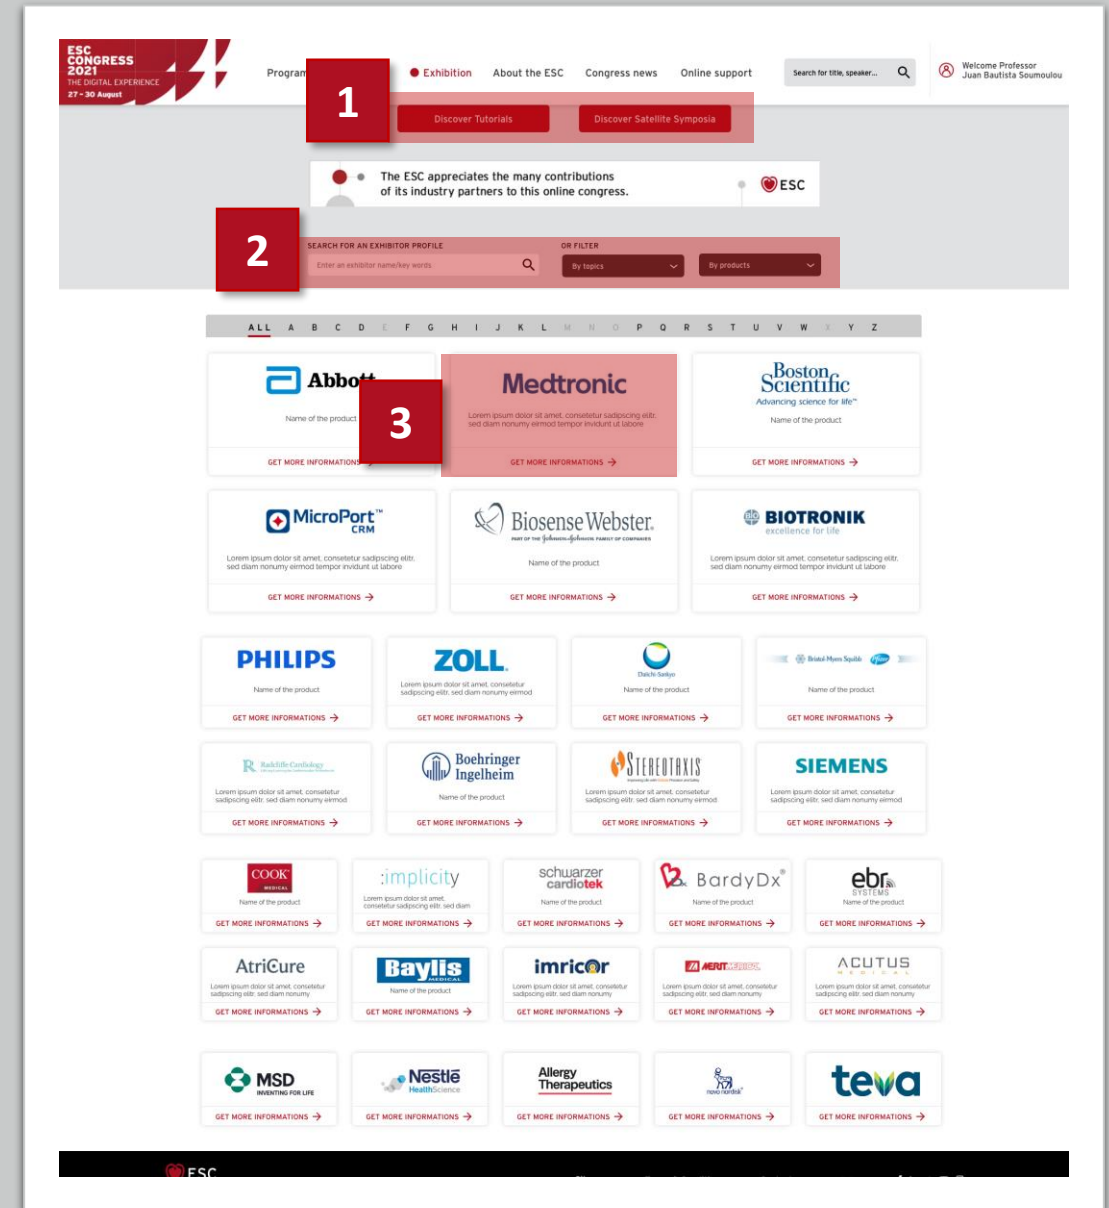 ESC
CONGRESS
2021
THE DIGITAL EXPERIENCE
27 - 30 August
Program
Exhibition
About the ESC
Congress news
Online support
Search for title, speaker...
Welcome Professor
Juan Bautista Soumoulou
1
Discover Tutorials
Discover Satellite Symposia
The ESC appreciates the many contributions
of its industry partners to this online congress.
ESC
2
SEARCH FOR AN EXHIBITOR PROFILE
OR FILTER
Enter an exhibitor name/key words
By topics
By products
ALL A B C D E F G H I J K L M N O P Q R S T U V W X Y Z
Abbott
Name of the product
GET MORE INFORMATIONS
3
Medtronic
Lorem ipsum dolor sit amet, consetetur sadipscing elitr,
sed diam nonumy eirmod tempor invidunt ut labore
GET MORE INFORMATIONS
Boston
Scientific
Advancing science for life™
Name of the product
GET MORE INFORMATIONS
MicroPort™
CRM
Lorem ipsum dolor sit amet, consetetur sadipscing elitr,
sed diam nonumy eirmod tempor invidunt ut labore
GET MORE INFORMATIONS
Biosense Webster.
PART OF THE Johnson & Johnson FAMILY OF COMPANIES
Name of the product
GET MORE INFORMATIONS
BIO BIOTRONIK
excellence for life
Lorem ipsum dolor sit amet, consetetur sadipscing elitr,
sed diam nonumy eirmod tempor invidunt ut labore
GET MORE INFORMATIONS
PHILIPS
Name of the product
GET MORE INFORMATIONS
ZOLL.
Lorem ipsum dolor sit amet, consetetur
sadipscing elitr, sed diam nonumy eirmod
GET MORE INFORMATIONS
Daiichi-Sankyo
Name of the product
GET MORE INFORMATIONS
Bristol-Myers Squibb Pfizer
Name of the product
GET MORE INFORMATIONS
R Radcliffe Cardiology
Lorem ipsum dolor sit amet, consetetur
sadipscing elitr, sed diam nonumy eirmod
GET MORE INFORMATIONS
Boehringer
Ingelheim
Name of the product
GET MORE INFORMATIONS
STEREOTAXIS
Lorem ipsum dolor sit amet, consetetur
sadipscing elitr, sed diam nonumy eirmod
GET MORE INFORMATIONS
SIEMENS
Lorem ipsum dolor sit amet, consetetur
sadipscing elitr, sed diam nonumy eirmod
GET MORE INFORMATIONS
COOK
MEDICAL
Name of the product
GET MORE INFORMATIONS
:implicity
Lorem ipsum dolor sit amet,
consetetur sadipscing elitr, sed diam
GET MORE INFORMATIONS
schwarzer
cardiotek
Name of the product
GET MORE INFORMATIONS
BardyDx®
Name of the product
GET MORE INFORMATIONS
ebr
SYSTEMS
Name of the product
GET MORE INFORMATIONS
AtriCure
Lorem ipsum dolor sit amet, consetetur
sadipscing elitr, sed diam nonumy
GET MORE INFORMATIONS
Baylis
MEDICAL
Name of the product
GET MORE INFORMATIONS
imricor
Lorem ipsum dolor sit amet, consetetur
sadipscing elitr, sed diam nonumy
GET MORE INFORMATIONS
MERIT MEDICAL
Lorem ipsum dolor sit amet, consetetur
sadipscing elitr, sed diam nonumy
GET MORE INFORMATIONS
ACUTUS
MEDICAL
Lorem ipsum dolor sit amet, consetetur
sadipscing elitr, sed diam nonumy
GET MORE INFORMATIONS
MSD
INVENTING FOR LIFE
GET MORE INFORMATIONS
Nestlé
HealthScience
GET MORE INFORMATIONS
Allergy
Therapeutics
GET MORE INFORMATIONS
novo nordisk®
GET MORE INFORMATIONS
teva
GET MORE INFORMATIONS
ESC